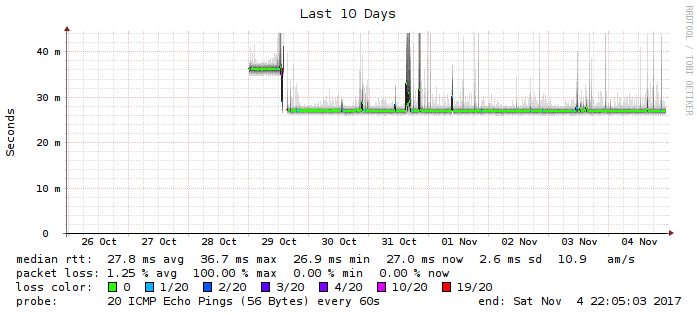 Last 10 Days
RRDTOOL / TOBI OETIKER
Seconds
40 m
30 m
20 m
10 m
0
26 Oct 27 Oct 28 Oct 29 Oct 30 Oct 31 Oct 01 Nov 02 Nov 03 Nov 04 Nov
median rtt: 27.8 ms avg 36.7 ms max 26.9 ms min 27.0 ms now 2.6 ms sd 10.9 am/s
packet loss: 1.25 % avg 100.00 % max 0.00 % min 0.00 % now
loss color: 0 1/20 2/20 3/20 4/20 10/20 19/20
probe: 20 ICMP Echo Pings (56 Bytes) every 60s end: Sat Nov 4 22:05:03 2017